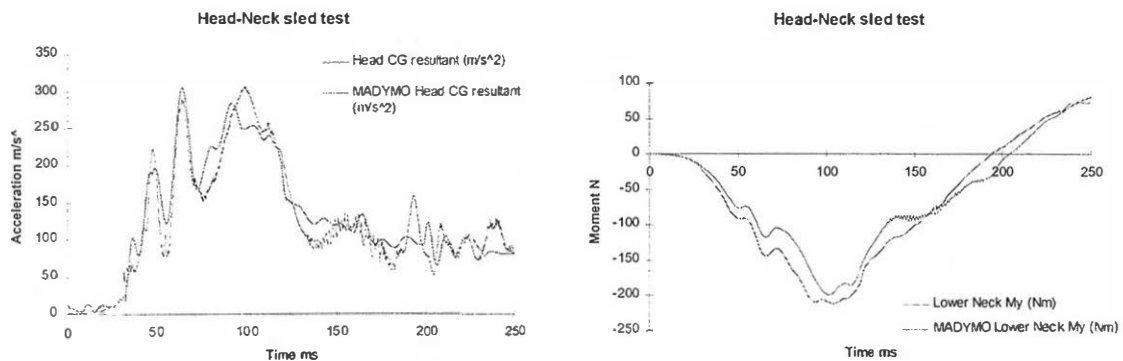 Head-Neck sled test
350
300
250
200
150
100
50
0
Acceleration m/s^
Head CG resultant (m/s^2)
MADYMO Head CG resultant
(m/s^2)
0 50 100 150 200 250
Time ms
Head-Neck sled test
100
50
0
-50
-100
-150
-200
-250
Moment N
50 100 150 200 250
0
Lower Neck My (Nm)
MADYMO Lower Neck My (Nm)
Time ms